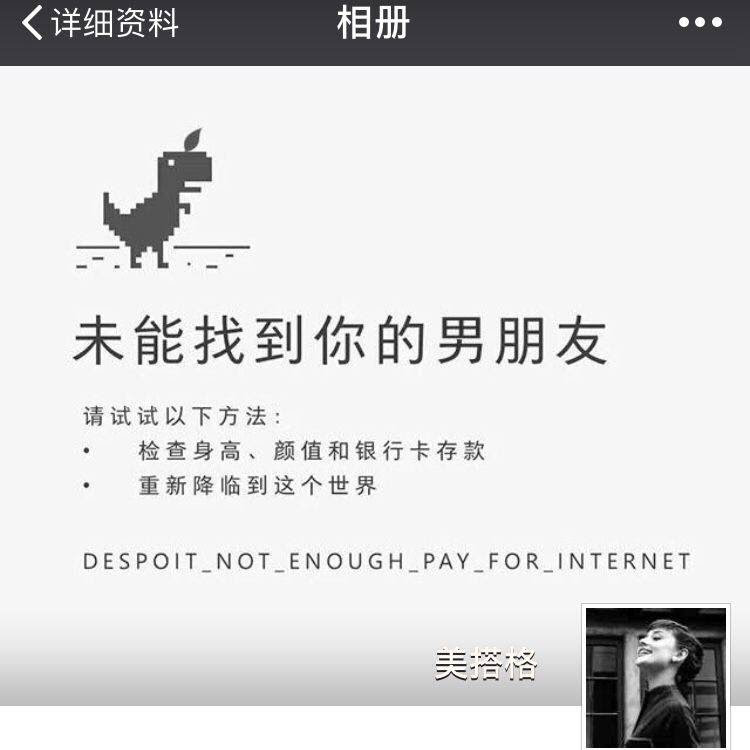 详细资料
相册
未能找到你的男朋友
请试试以下方法:
• 检查身高、颜值和银行卡存款
• 重新降临到这个世界
DESPOIT_NOT_ENOUGH_PAY_FOR_INTERNET
美搭格